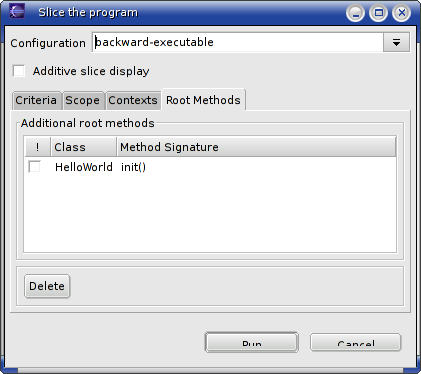 Slice the program
Configuration backward-executable
Additive slice display
Criteria Scope Contexts Root Methods
Additional root methods
! Class Method Signature
HelloWorld init()
Delete
Run Cancel